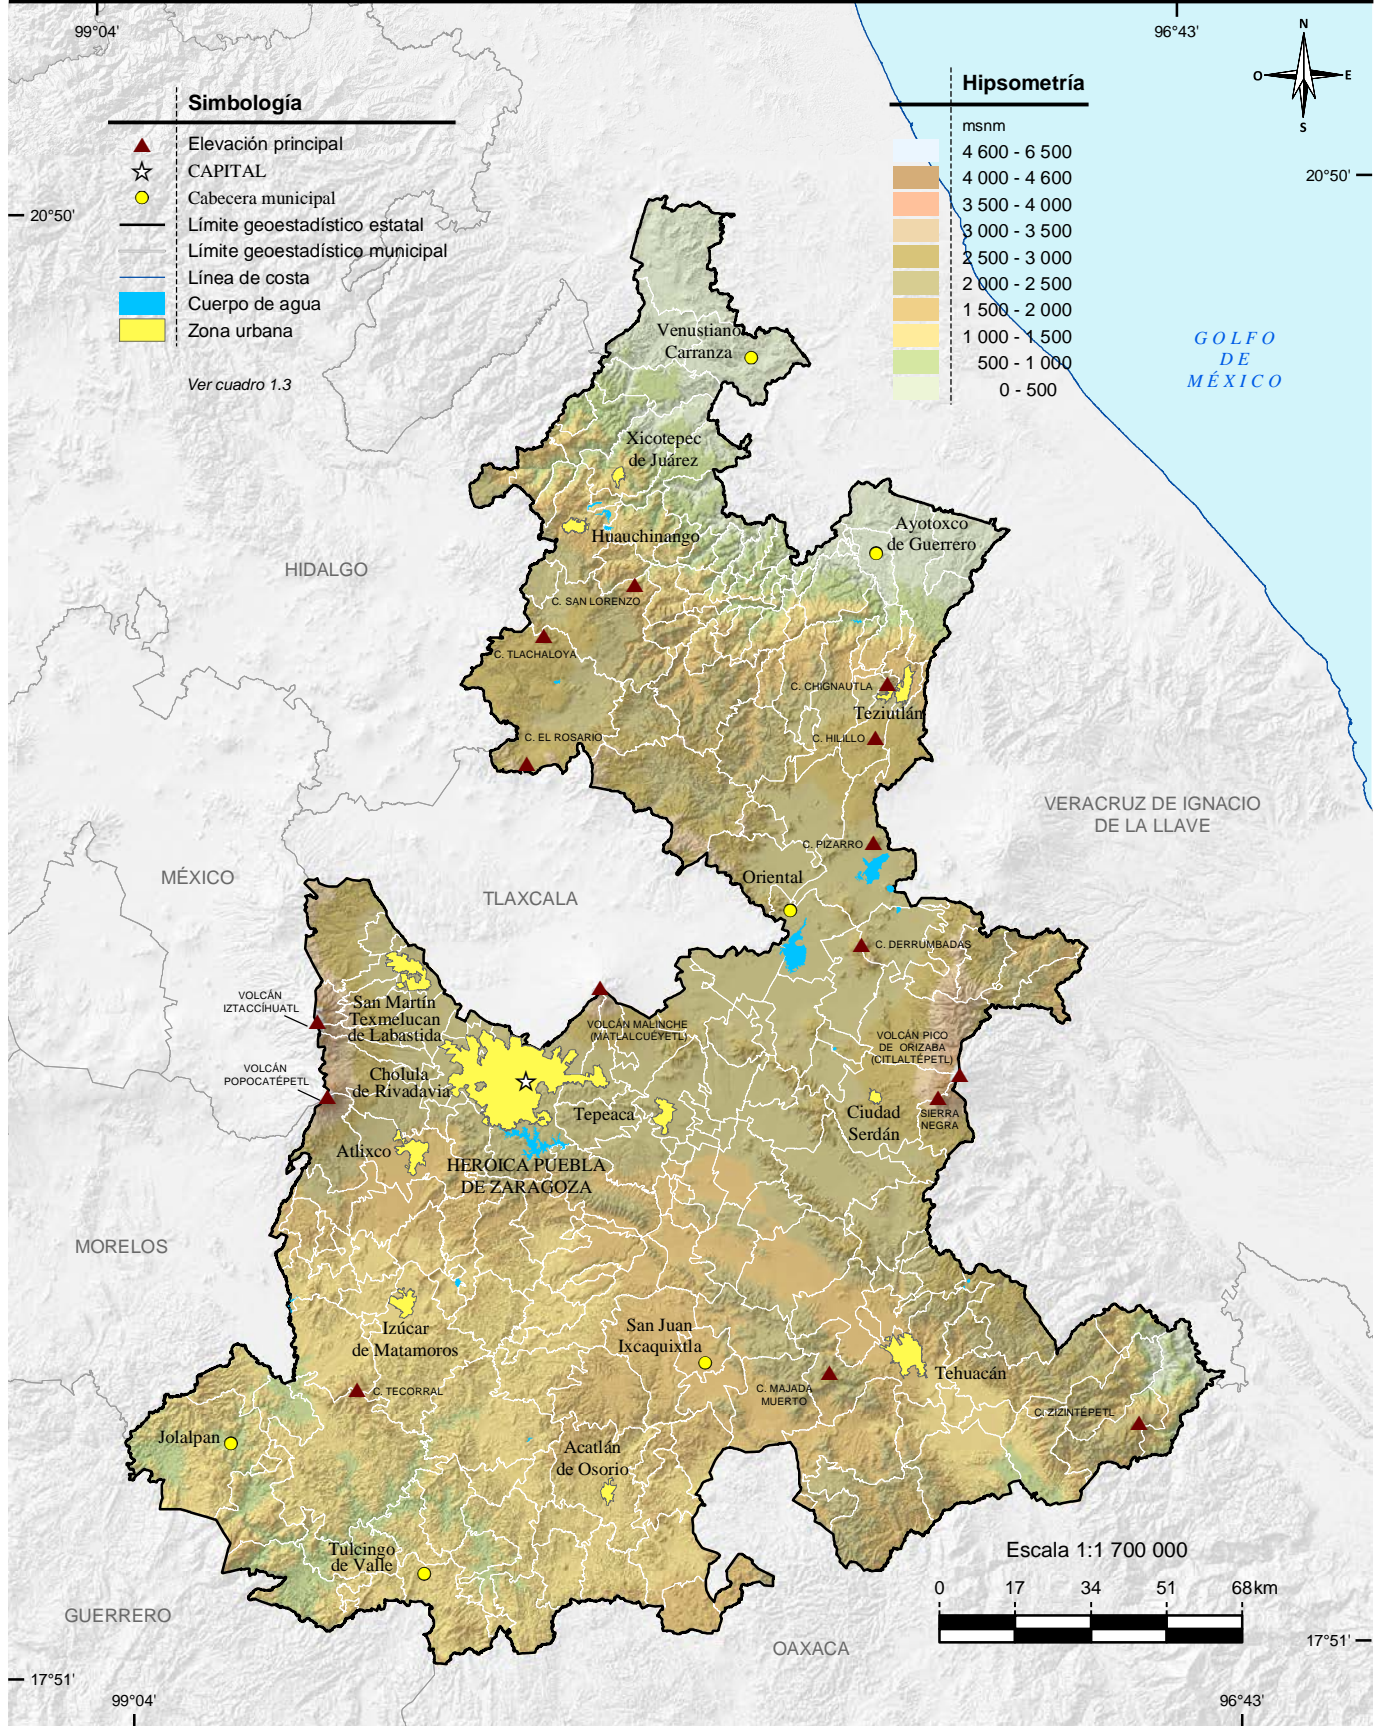 99°04'
96°43'
N
O
E
S
Simbología
Elevación principal
CAPITAL
Cabecera municipal
Límite geoestadístico estatal
Límite geoestadístico municipal
Línea de costa
Cuerpo de agua
Zona urbana
Ver cuadro 1.3
Hipsometría
msnm
4 600 - 6 500
4 000 - 4 600
3 500 - 4 000
3 000 - 3 500
2 500 - 3 000
2 000 - 2 500
1 500 - 2 000
1 000 - 1 500
500 - 1 000
0 - 500
20°50'
20°50'
GOLFO
DE
MÉXICO
Venustiano
Carranza
Xicotepec
de Juárez
Huauchinango
Ayotoxco
de Guerrero
HIDALGO
C. SAN LORENZO
C. TLACHALOYA
C. CHIGNAUTLA
Teziutlán
C. EL ROSARIO
C. HILILLO
VERACRUZ DE IGNACIO
DE LA LLAVE
C. PIZARRO
MÉXICO
TLAXCALA
Oriental
C. DERRUMBADAS
VOLCÁN
IZTACCÍHUATL
San Martín
Texmelucan
de Labastida
VOLCÁN MALINCHE
(MATLALCUÉYETL)
VOLCÁN PICO
DE ORIZABA
(CITLALTÉPETL)
VOLCÁN
POPOCATÉPETL
Cholula
de Rivadavia
Tepeaca
Ciudad
Serdán
SIERRA
NEGRA
Atlixco
HEROICA PUEBLA
DE ZARAGOZA
MORELOS
Izúcar
de Matamoros
San Juan
Ixcaquixtla
Tehuacán
C. TECORRAL
C. MAJADA
MUERTO
C. ZIZINTÉPETL
Jolalpan
Acatlán
de Osorio
Tulcingo
de Valle
GUERRERO
OAXACA
Escala 1:1 700 000
0
17
34
51
68 km
17°51'
17°51'
99°04'
96°43'